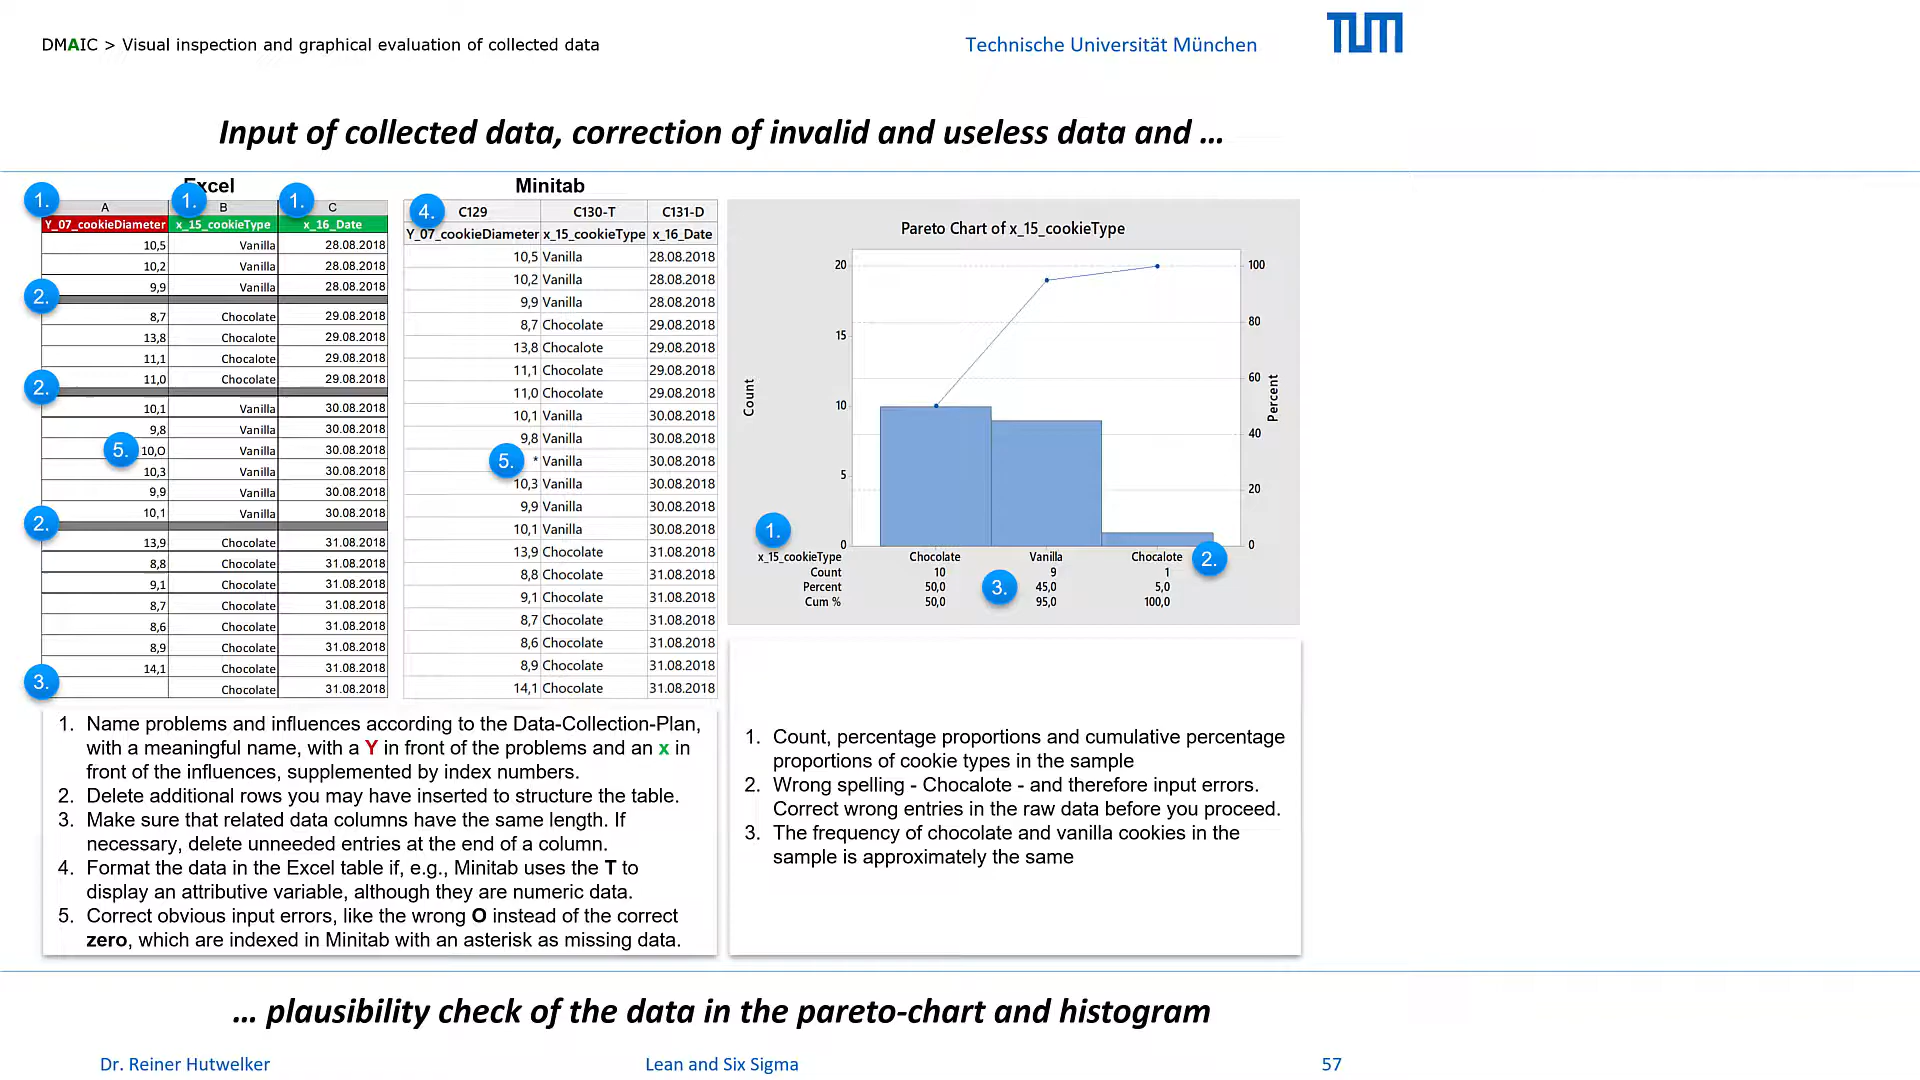 DMAIC > Visual inspection and graphical evaluation of collected data
Technische Universität München
TUM
Input of collected data, correction of invalid and useless data and ...
Excel
1. 1. 1.
A B C
Y_07_cookieDiameter x_15_cookieType x_16_Date
10,5 Vanilla 28.08.2018
10,2 Vanilla 28.08.2018
9,9 Vanilla 28.08.2018
2.
8,7 Chocolate 29.08.2018
13,8 Chocalote 29.08.2018
11,1 Chocolate 29.08.2018
11,0 Chocolate 29.08.2018
2.
10,1 Vanilla 30.08.2018
9,8 Vanilla 30.08.2018
5. 10,O Vanilla 30.08.2018
10,3 Vanilla 30.08.2018
9,9 Vanilla 30.08.2018
10,1 Vanilla 30.08.2018
2.
13,9 Chocolate 31.08.2018
8,8 Chocolate 31.08.2018
9,1 Chocolate 31.08.2018
8,7 Chocolate 31.08.2018
8,6 Chocolate 31.08.2018
8,9 Chocolate 31.08.2018
14,1 Chocolate 31.08.2018
3. Chocolate 31.08.2018
Minitab
4. C129 C130-T C131-D
Y_07_cookieDiameter x_15_cookieType x_16_Date
10,5 Vanilla 28.08.2018
10,2 Vanilla 28.08.2018
9,9 Vanilla 28.08.2018
8,7 Chocolate 29.08.2018
13,8 Chocalote 29.08.2018
11,1 Chocolate 29.08.2018
11,0 Chocolate 29.08.2018
10,1 Vanilla 30.08.2018
9,8 Vanilla 30.08.2018
5. * Vanilla 30.08.2018
10,3 Vanilla 30.08.2018
9,9 Vanilla 30.08.2018
10,1 Vanilla 30.08.2018
13,9 Chocolate 31.08.2018
8,8 Chocolate 31.08.2018
9,1 Chocolate 31.08.2018
8,7 Chocolate 31.08.2018
8,6 Chocolate 31.08.2018
8,9 Chocolate 31.08.2018
14,1 Chocolate 31.08.2018
Pareto Chart of x_15_cookieType
20 100
15 80
60
10
40
5
20
0 0
Count
Percent
1.
x_15_cookieType Chocolate Vanilla Chocalote 2.
Count 10 9 1
Percent 50,0 3. 45,0 5,0
Cum % 50,0 95,0 100,0
1. Name problems and influences according to the Data-Collection-Plan,
with a meaningful name, with a Y in front of the problems and an x in
front of the influences, supplemented by index numbers.
2. Delete additional rows you may have inserted to structure the table.
3. Make sure that related data columns have the same length. If
necessary, delete unneeded entries at the end of a column.
4. Format the data in the Excel table if, e.g., Minitab uses the T to
display an attributive variable, although they are numeric data.
5. Correct obvious input errors, like the wrong O instead of the correct
zero, which are indexed in Minitab with an asterisk as missing data.
1. Count, percentage proportions and cumulative percentage
proportions of cookie types in the sample
2. Wrong spelling - Chocalote - and therefore input errors.
Correct wrong entries in the raw data before you proceed.
3. The frequency of chocolate and vanilla cookies in the
sample is approximately the same
... plausibility check of the data in the pareto-chart and histogram
Dr. Reiner Hutwelker
Lean and Six Sigma
57